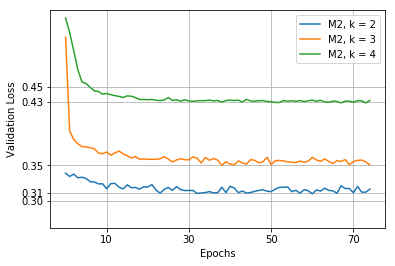 M2, k = 2
M2, k = 3
M2, k = 4
Validation Loss
0.45
0.43
0.35
0.31
0.30
10
30
50
70
Epochs